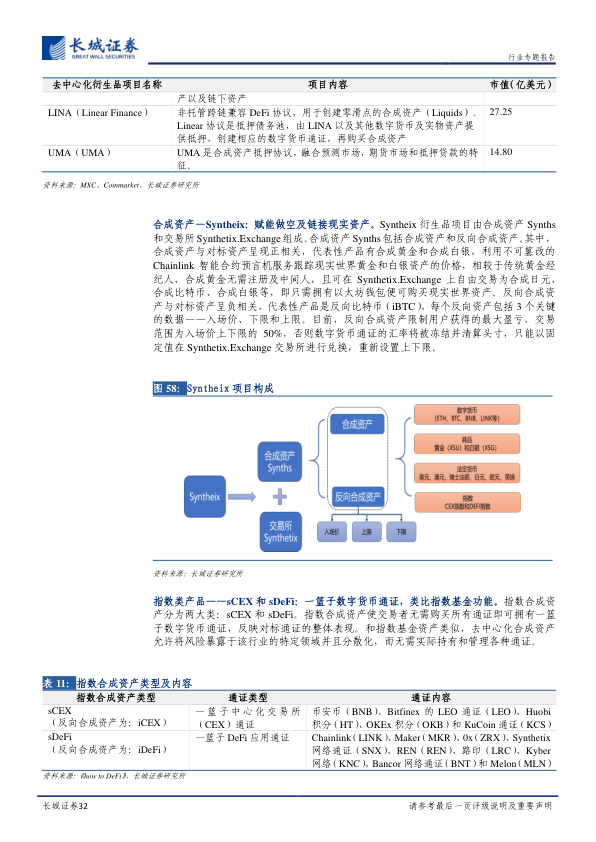 长城证券
GREAT WALL SECURITIES
行业专题报告
去中心化衍生品项目名称 项目内容 市值(亿美元)
产以及链下资产
LINA（Linear Finance） 非托管跨链兼容 DeFi 协议，用于创建零滑点的合成资产（Liquids）。 27.25
Linear 协议是抵押债务池，由 LINA 以及其他数字货币及实物资产提
供抵押，创建相应的数字货币通证，再购买合成资产
UMA（UMA） UMA 是合成资产抵押协议，融合预测市场，期货市场和抵押贷款的特 14.80
征。
资料来源：MXC，Coinmarket，长城证券研究所
合成资产—Syntheix：赋能做空及链接现实资产。Syntheix 衍生品项目由合成资产 Synths
和交易所 Synthetix.Exchange 组成。合成资产 Synths 包括合成资产和反向合成资产。其中，
合成资产与对标资产呈现正相关，代表性产品有合成黄金和合成白银，利用不可篡改的
Chainlink 智能合约预言机服务跟踪现实世界黄金和白银资产的价格，相较于传统黄金经
纪人，合成黄金无需注册及中间人，且可在 Synthetix.Exchange 上自由交易为合成日元，
合成比特币、合成白银等，即只需拥有以太坊钱包便可购买现实世界资产。反向合成资产
产与对标资产呈负相关，代表性产品是反向比特币（iBTC），每个反向资产包括 3 个关键
的数据——入场价，下限和上限。目前，反向合成资产限制用户获得的最大盈亏，交易
范围为入场价上下限的 50%，否则数字货币通证的汇率将被冻结并清算头寸，只能以固
定值在 Synthetix.Exchange 交易所进行兑换，重新设置上下限。
图 58：Syntheix 项目构成
数字货币
(ETH、BTC、BNB、LINK等)
合成资产
商品
黄金（XSU）和白银（XSG）
合成资产
Synths
法定货币
美元、澳元、瑞士法郎、日元、欧元、英镑
Syntheix
反向合成资产
指数
CEX指数和DEFI指数
交易所
Synthetix
入场价 上限 下限
资料来源：长城证券研究所
指数类产品——sCEX 和 sDeFi：一篮子数字货币通证，类比指数基金功能。指数合成资
产分为两大类：sCEX 和 sDeFi。指数合成资产使交易者无需购买所有通证即可拥有一篮
子数字货币通证，反映对标通证的整体表现。和指数基金资产类似，去中心化合成资产
允许将风险暴露于该行业的特定领域并且分散化，而无需实际持有和管理各种通证。
表 11：指数合成资产类型及内容
指数合成资产类型 通证类型 通证内容
sCEX 一篮子中心化交易所 币安币（BNB）、Bitfinex 的 LEO 通证（LEO）、Huobi
（反向合成资产为：iCEX） （CEX）通证 积分（HT）、OKEx 积分（OKB）和 KuCoin 通证（KCS）
sDeFi 一篮子 DeFi 应用通证 Chainlink（LINK）、Maker（MKR）、0x（ZRX）、Synthetix
（反向合成资产为：iDeFi） 网络通证（SNX）、REN（REN）、路印（LRC）、Kyber
网络（KNC）、Bancor 网络通证（BNT）和 Melon（MLN）
资料来源：《how to DeFi》，长城证券研究所
长城证券32 请参考最后一页评级说明及重要声明